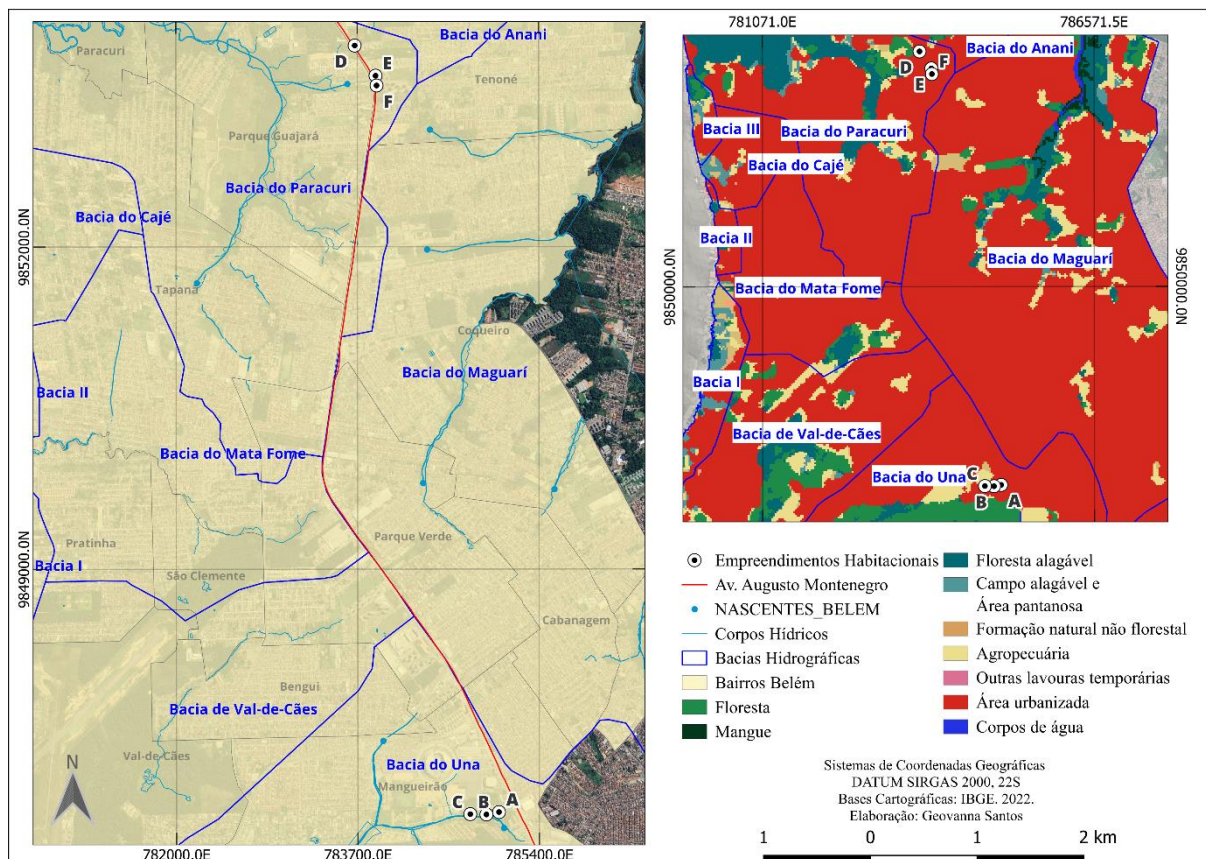 Paracuri
Bacia do Anani
D
E
F
Tenoné
Parque Guajará
Bacia do Paracuri
Bacia do Cajé
9852000.0N
Tapanã
Coqueiro
Bacia do Maguarí
Bacia II
Bacia do Mata Fome
Parque Verde
Pratinha
Bacia I
São Clemente
9849000.0N
Cabanagem
Bengui
Bacia de Val-de-Cães
Val-de-Cães
N
Bacia do Una
Mangueirão
C
B
A
782000.0E
783700.0E
785400.0E
781071.0E
786571.5E
Bacia do Anani
D
F
E
Bacia III
Bacia do Paracuri
Bacia do Cajé
Bacia II
Bacia do Maguarí
Bacia do Mata Fome
9850000.0N
9850500.0N
Bacia I
Bacia de Val-de-Cães
Bacia do Una
C
B
A
Empreendimentos Habitacionais
Av. Augusto Montenegro
NASCENTES_BELEM
Corpos Hídricos
Bacias Hidrográficas
Bairros Belém
Floresta
Mangue
Floresta alagável
Campo alagável e
Área pantanosa
Formação natural não florestal
Agropecuária
Outras lavouras temporárias
Área urbanizada
Corpos de água
Sistemas de Coordenadas Geográficas
DATUM SIRGAS 2000, 22S
Bases Cartográficas: IBGE. 2022.
Elaboração: Geovanna Santos
1
0
1
2 km